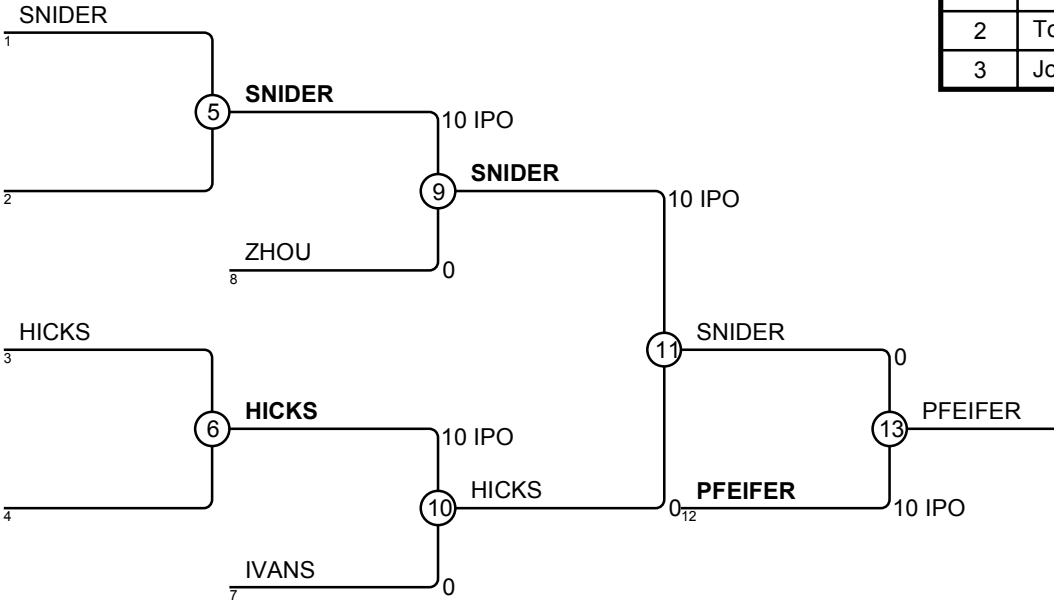 SNIDER
1
2 To
5
SNIDER
10 IPO
3 Jo
2
9
SNIDER
10 IPO
ZHOU
8
0
HICKS
3
11
SNIDER
0
6
HICKS
10 IPO
13
PFEIFER
4
10
HICKS
0
12
PFEIFER
10 IPO
IVANS
7
0